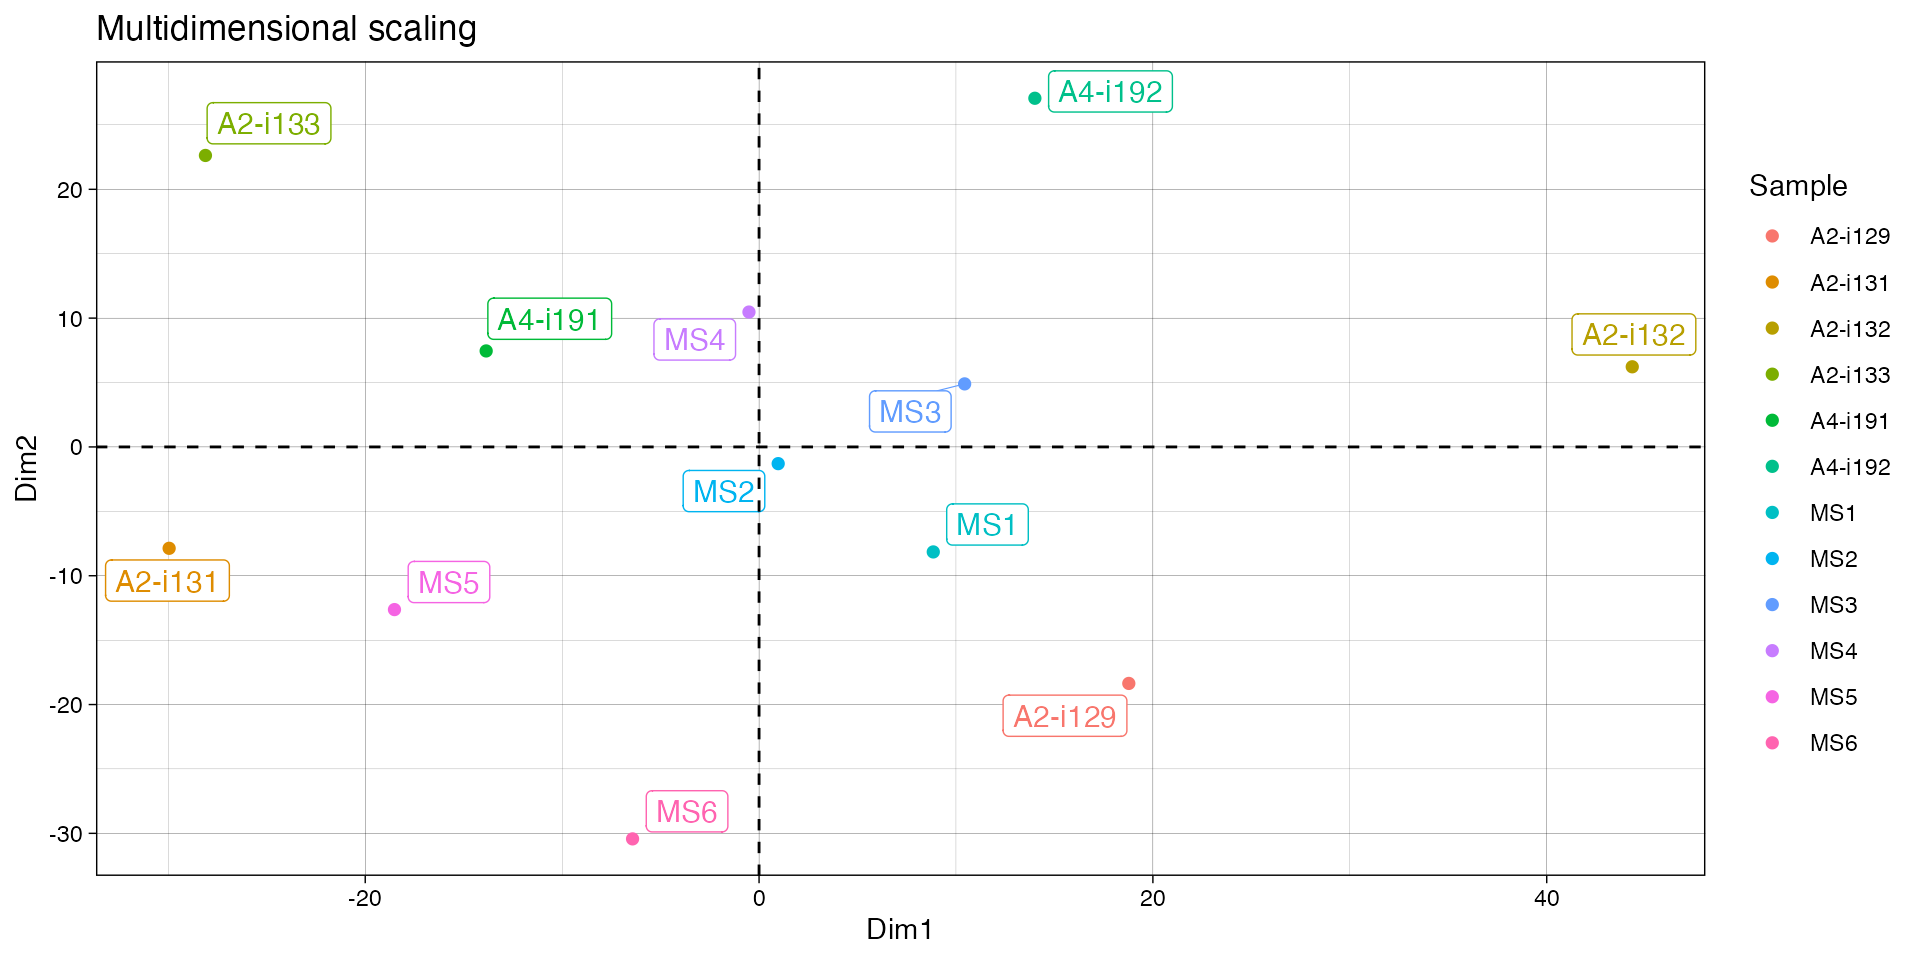 Multidimensional scaling
A4-i192
A2-i133
20
A4-i191
10
MS4
A2-i132
MS3
0
Dim2
MS2
MS1
-10
A2-i131
MS5
-20
A2-i129
MS6
-30
-20 0 20 40
Dim1
Sample
A2-i129
A2-i131
A2-i132
A2-i133
A4-i191
A4-i192
MS1
MS2
MS3
MS4
MS5
MS6